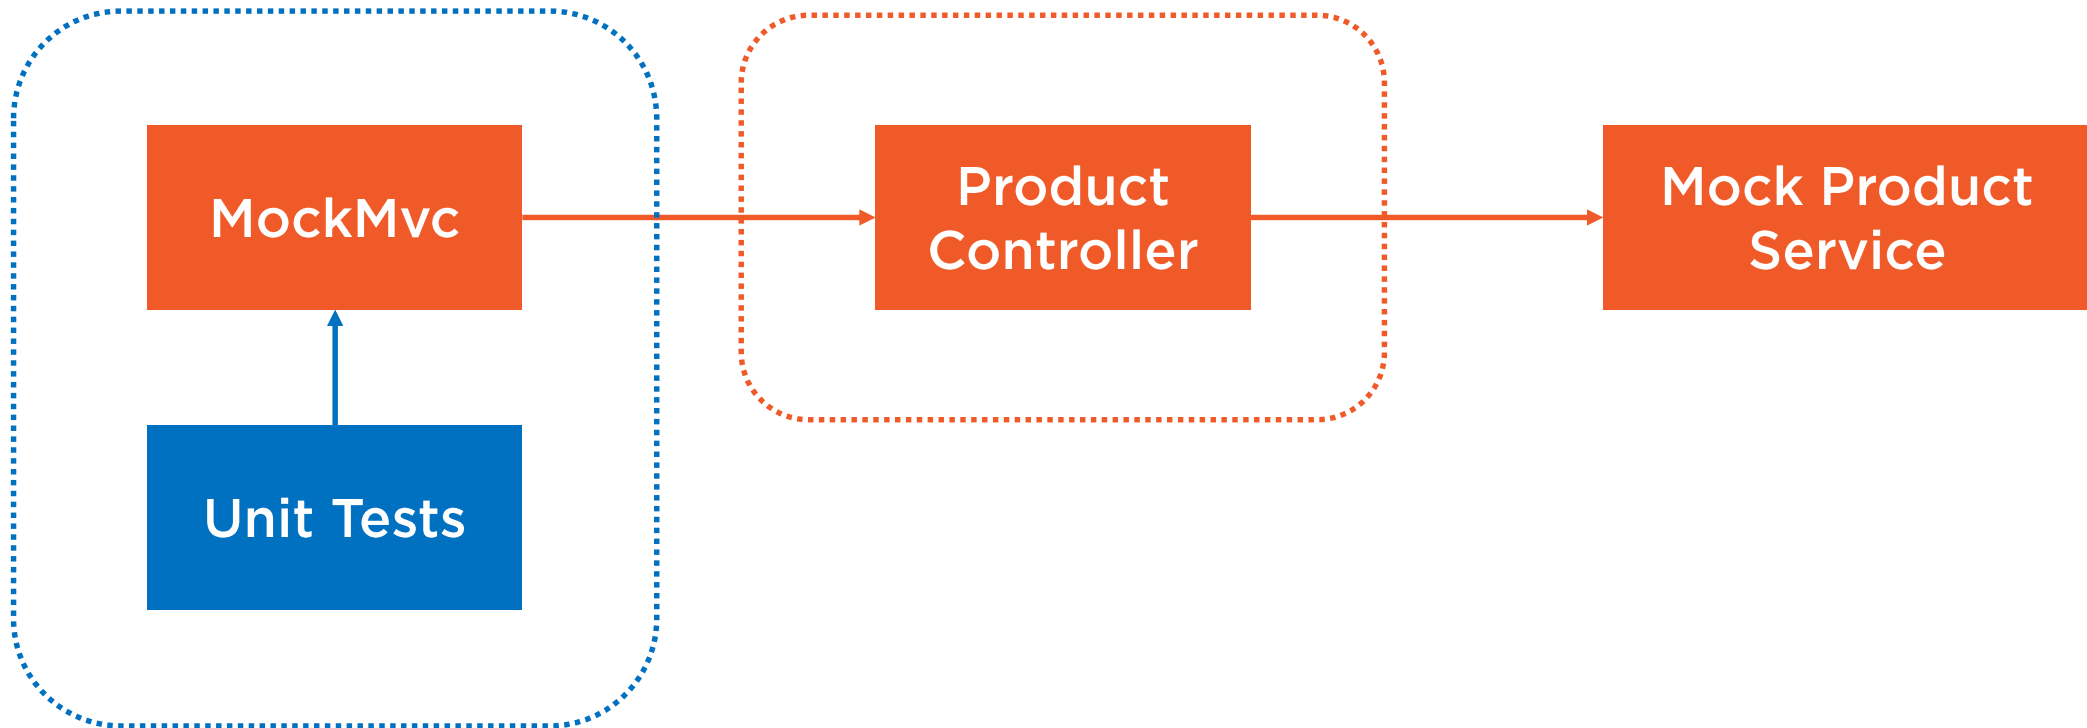 MockMvc
Product
Controller
Mock Product
Service
Unit Tests